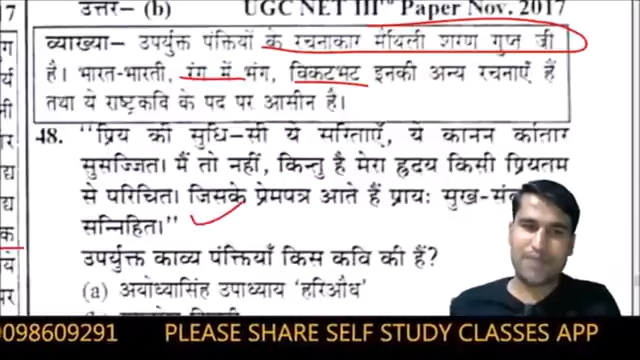 उत्तर– (b) UGC NET IIIrd Paper Nov. 2017
व्याख्या– उपर्युक्त पंक्तियों के रचनाकार मैथिली शरण गुप्त जी
है। भारत-भारती, रंग में भंग, विकटभट इनकी अन्य रचनाएँ हैं
तथा ये राष्ट्रकवि के पद पर आसीन है।
48. "प्रिय की सुधि-सी ये सरिताएँ, ये कानन कांतार
सुसज्जित। मैं तो नहीं, किन्तु है मेरा हृदय किसी प्रियतम
से परिचित। जिसके प्रेमपत्र आते हैं प्रायः
सन्निहित।"
उपर्युक्त काव्य पंक्तियाँ किस कवि की हैं?
(a) अयोध्यासिंह उपाध्याय 'हरिऔध'
9098609291 PLEASE SHARE SELF STUDY CLASSES APP